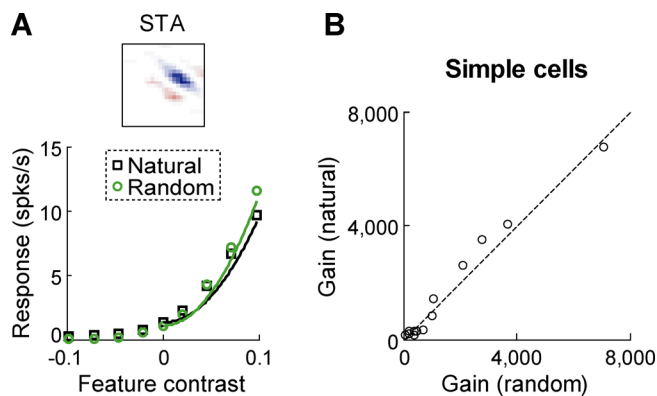 A
STA
Natural
Random
15
10
5
0
Response (spks/s)
-0.1
0
0.1
Feature contrast
B
Simple cells
8,000
4,000
0
Gain (natural)
0
4,000
8,000
Gain (random)